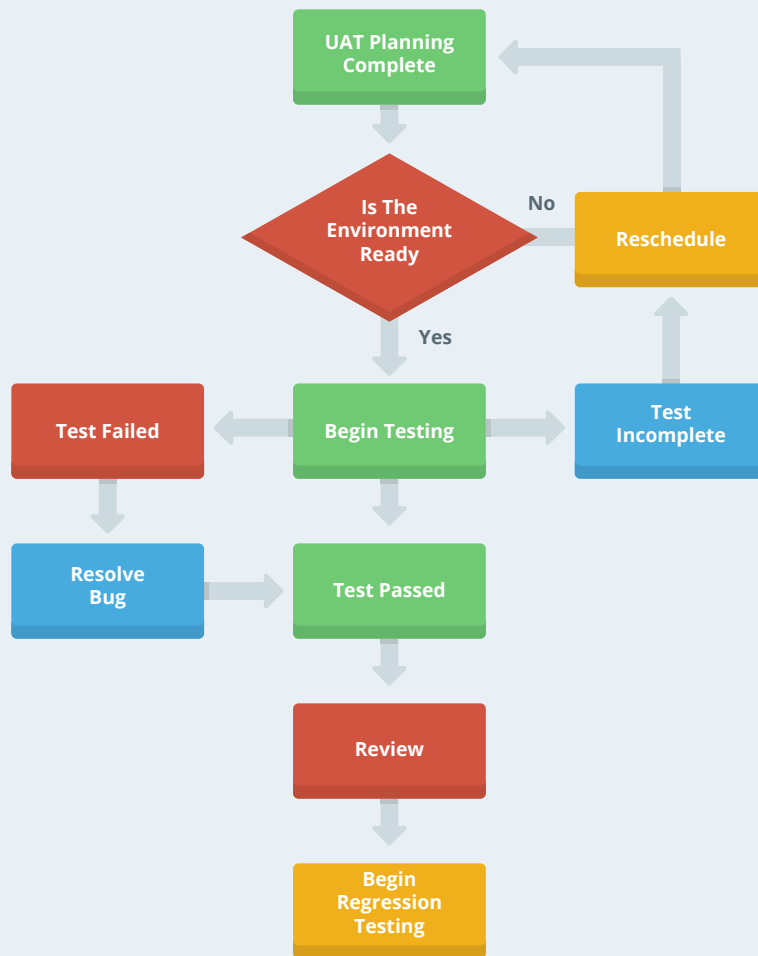 UAT Planning
Complete
Is The
Environment
Ready
No
Reschedule
Yes
Test Failed
Begin Testing
Test
Incomplete
Resolve
Bug
Test Passed
Review
Begin
Regression
Testing